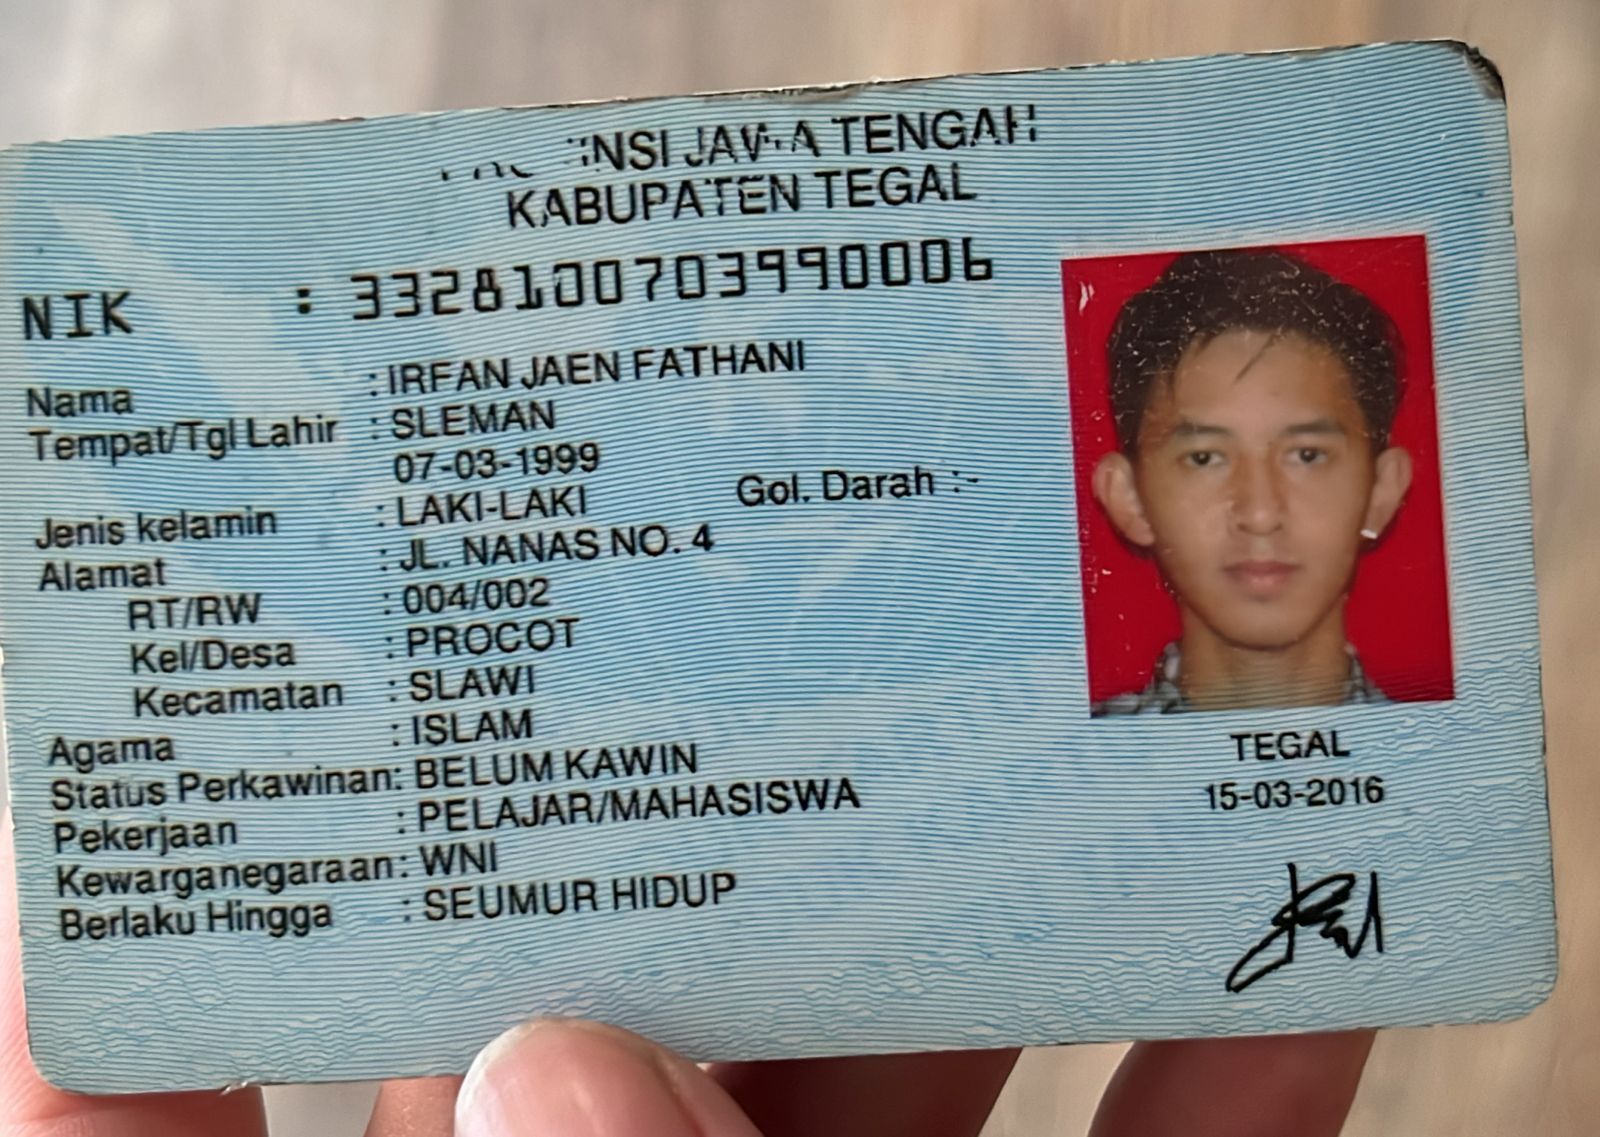 NSI JAWA TENGAH
KABUPATEN TEGAL
NIK : 3328100703990006
Nama : IRFAN JAEN FATHANI
Tempat/Tgl Lahir : SLEMAN
07-03-1999
Jenis kelamin : LAKI-LAKI Gol. Darah :-
Alamat : JL. NANAS NO. 4
RT/RW : 004/002
Kel/Desa : PROCOT
Kecamatan : SLAWI
Agama : ISLAM
Status Perkawinan: BELUM KAWIN
Pekerjaan : PELAJAR/MAHASISWA
Kewarganegaraan: WNI
Berlaku Hingga : SEUMUR HIDUP
TEGAL
15-03-2016